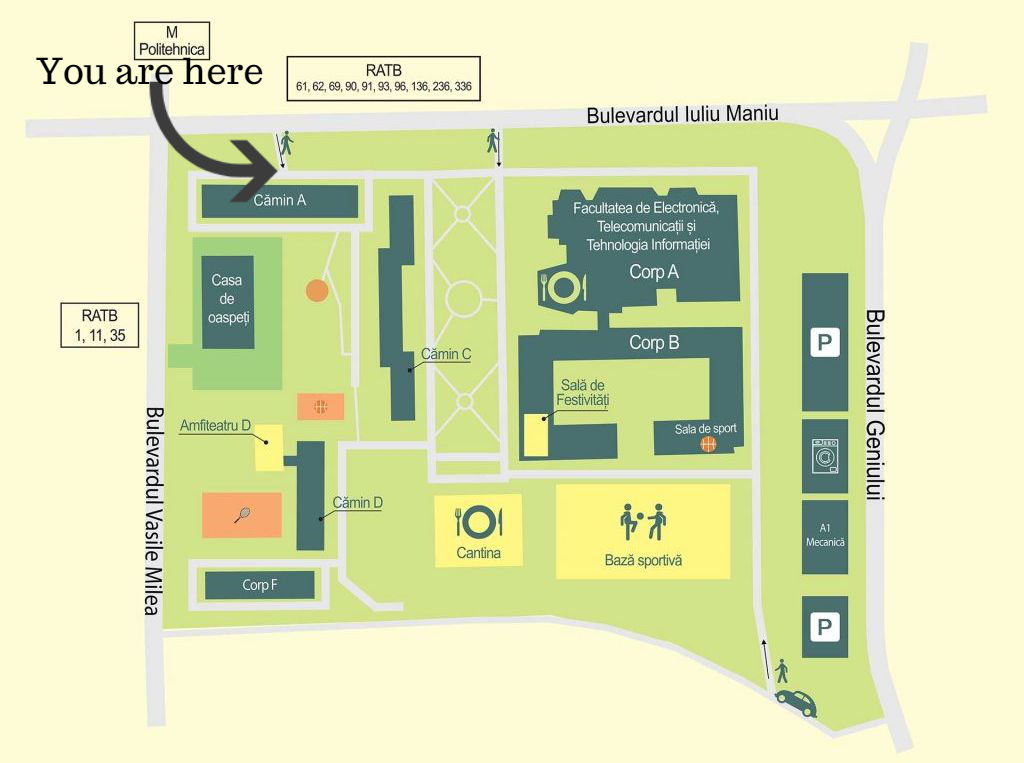 M
Politehnica
You are here
RATB
61, 62, 69, 90, 91, 93, 96, 136, 236, 336
Bulevardul Iuliu Maniu
Cămin A
Facultatea de Electronică,
Telecomunicații și
Tehnologia Informației
Corp A
Casa
de
oaspeți
RATB
1, 11, 35
Corp B
P
Cămin C
Bulevardul Geniului
Sală de
Festivități
Bulevardul Vasile Milea
Amfiteatru D
Sala de sport
Cămin D
A1
Mecanică
Cantina
Bază sportivă
Corp F
P